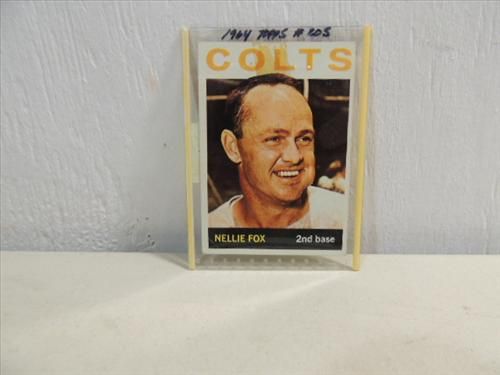 1964 TOPPS # 205
COLTS
NELLIE FOX 2nd base